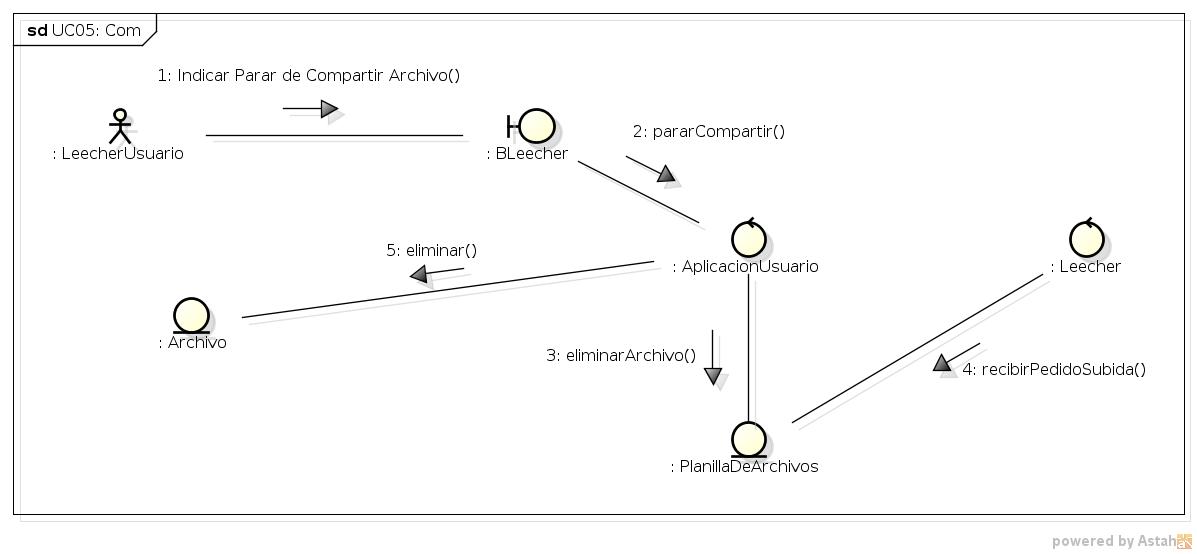 sd UC05: Com
1: Indicar Parar de Compartir Archivo()
: LeecherUsuario
: BLeecher
2: pararCompartir()
5: eliminar()
: AplicacionUsuario
: Leecher
: Archivo
3: eliminarArchivo()
4: recibirPedidoSubida()
: PlanillaDeArchivos
powered by Astah